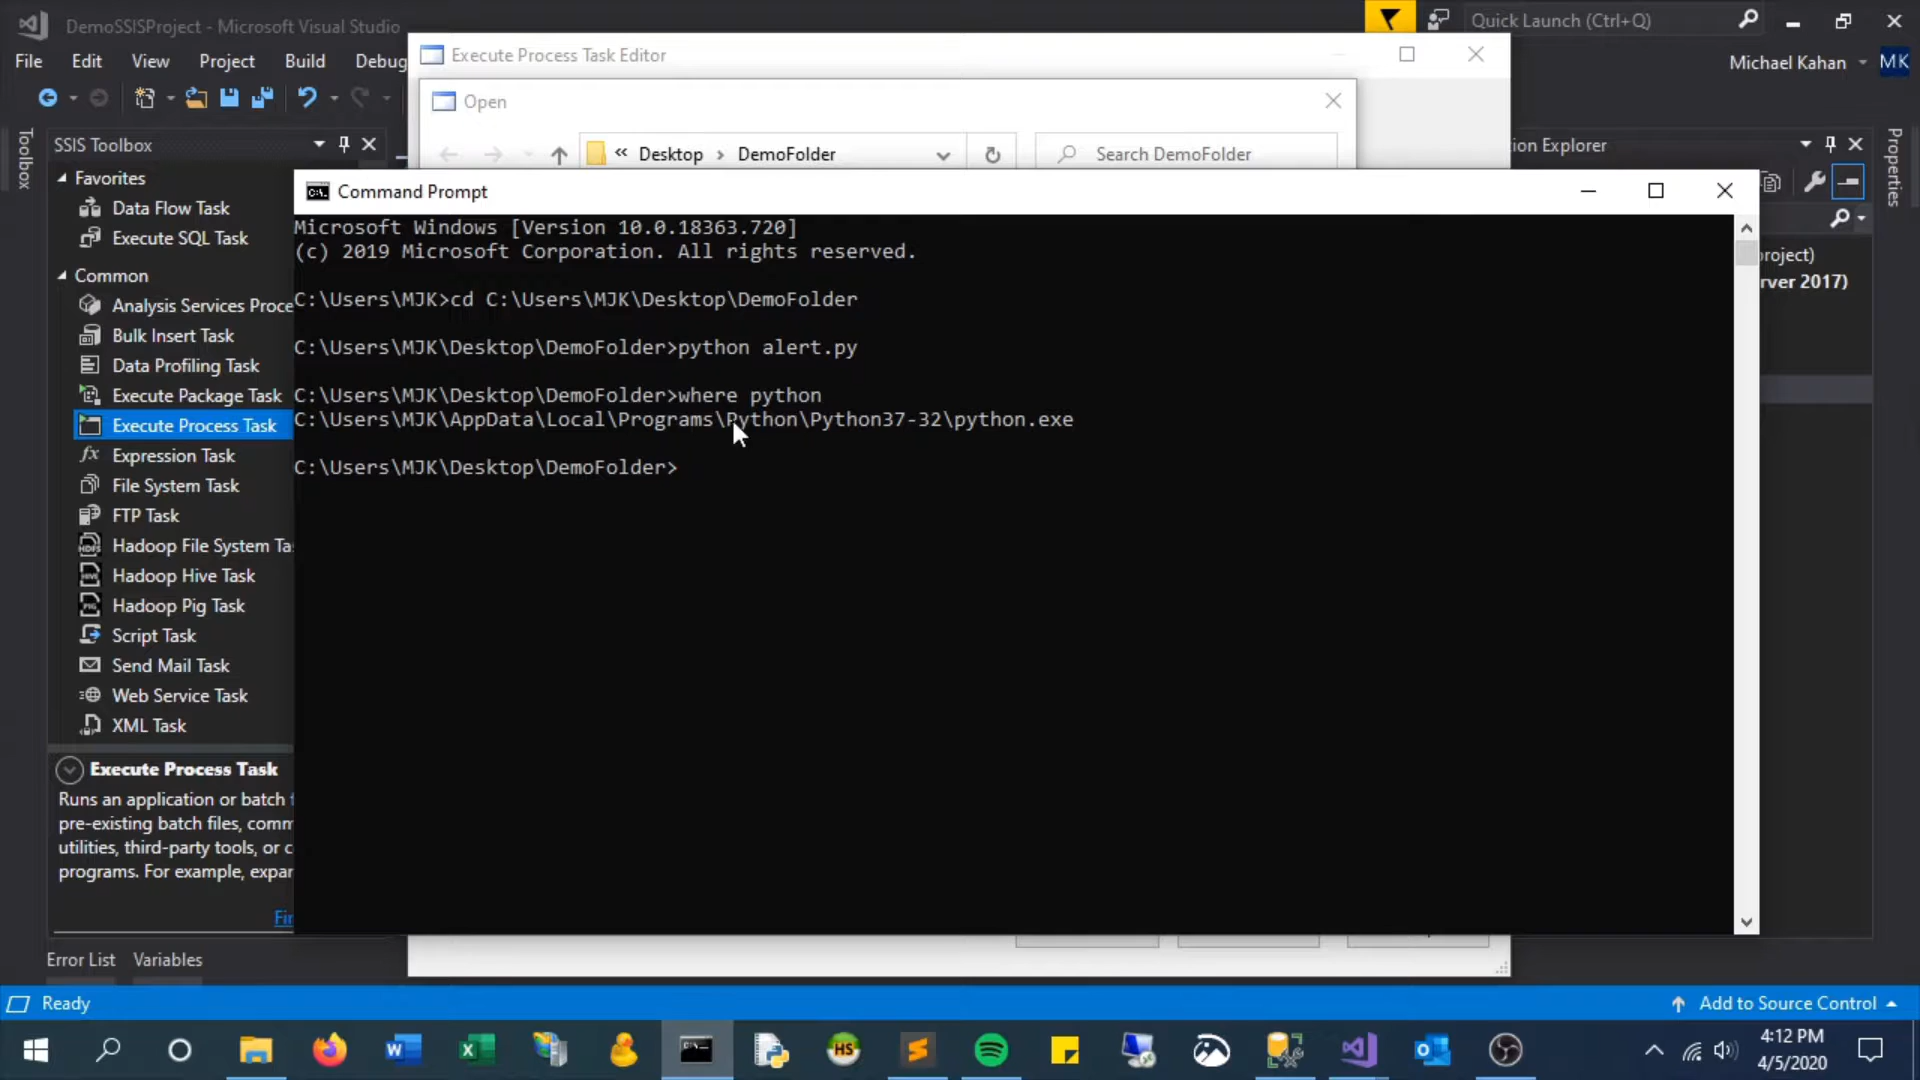 DemoSSISProject - Microsoft Visual Studio
Quick Launch (Ctrl+Q)
File Edit View Project Build Debug
Michael Kahan
MK
Execute Process Task Editor
Open
« Desktop › DemoFolder
Search DemoFolder
Toolbox
SSIS Toolbox
Favorites
Data Flow Task
Execute SQL Task
Common
Analysis Services Proce
Bulk Insert Task
Data Profiling Task
Execute Package Task
Execute Process Task
Expression Task
File System Task
FTP Task
Hadoop File System Ta
Hadoop Hive Task
Hadoop Pig Task
Script Task
Send Mail Task
Web Service Task
XML Task
Execute Process Task
Runs an application or batch
pre-existing batch files, comm
utilities, third-party tools, or c
programs. For example, expan
Fin
Error List Variables
Command Prompt
Microsoft Windows [Version 10.0.18363.720]
(c) 2019 Microsoft Corporation. All rights reserved.
C:\Users\MJK>cd C:\Users\MJK\Desktop\DemoFolder
C:\Users\MJK\Desktop\DemoFolder>python alert.py
C:\Users\MJK\Desktop\DemoFolder>where python
C:\Users\MJK\AppData\Local\Programs\Python\Python37-32\python.exe
C:\Users\MJK\Desktop\DemoFolder>
ion Explorer
Properties
roject)
rver 2017)
Ready
Add to Source Control
HS
4:12 PM
4/5/2020